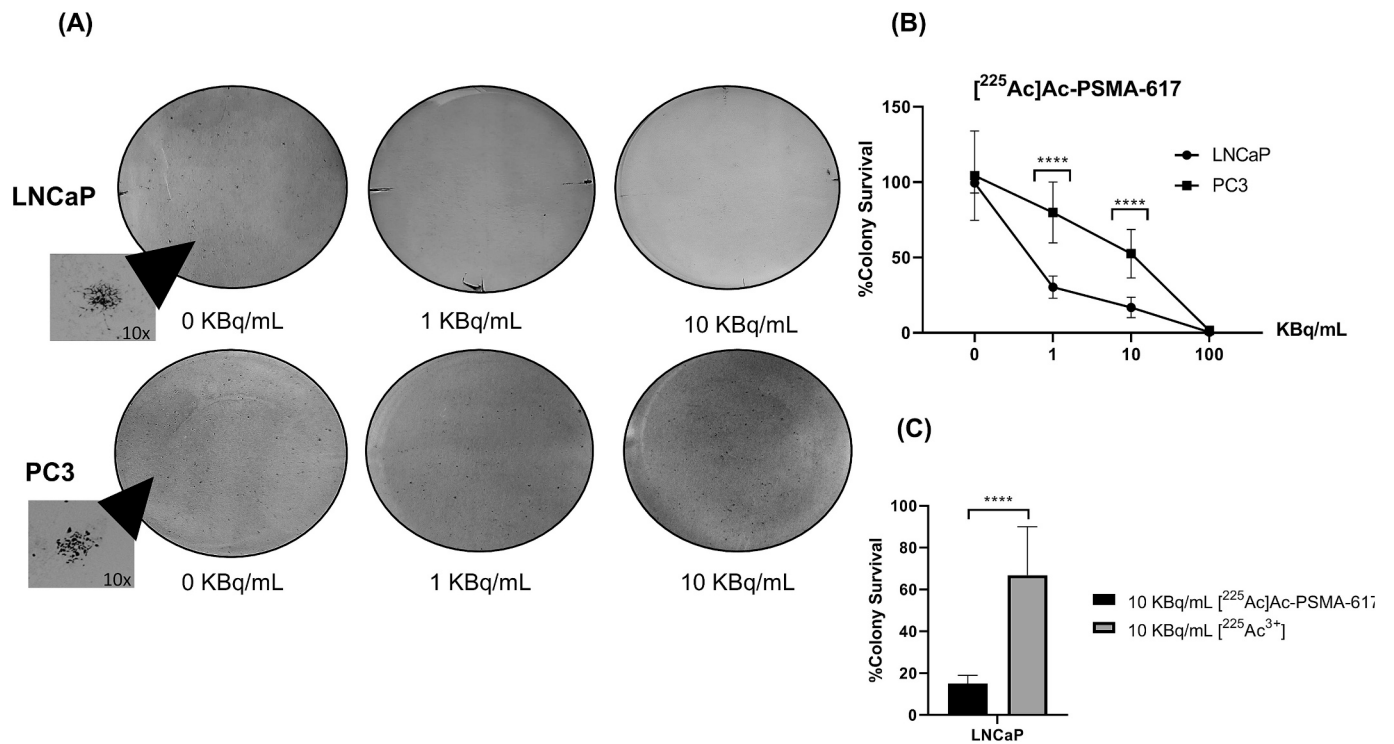 (A)
LNCaP
10x
0 KBq/mL
1 KBq/mL
10 KBq/mL
PC3
10x
0 KBq/mL
1 KBq/mL
10 KBq/mL
(B)
[²²⁵Ac]Ac-PSMA-617
%Colony Survival
150
100
50
0
****
****
LNCaP
PC3
0 1 10 100
KBq/mL
(C)
%Colony Survival
100
80
60
40
20
0
****
LNCaP
10 KBq/mL [²²⁵Ac]Ac-PSMA-617
10 KBq/mL [²²⁵Ac³⁺]